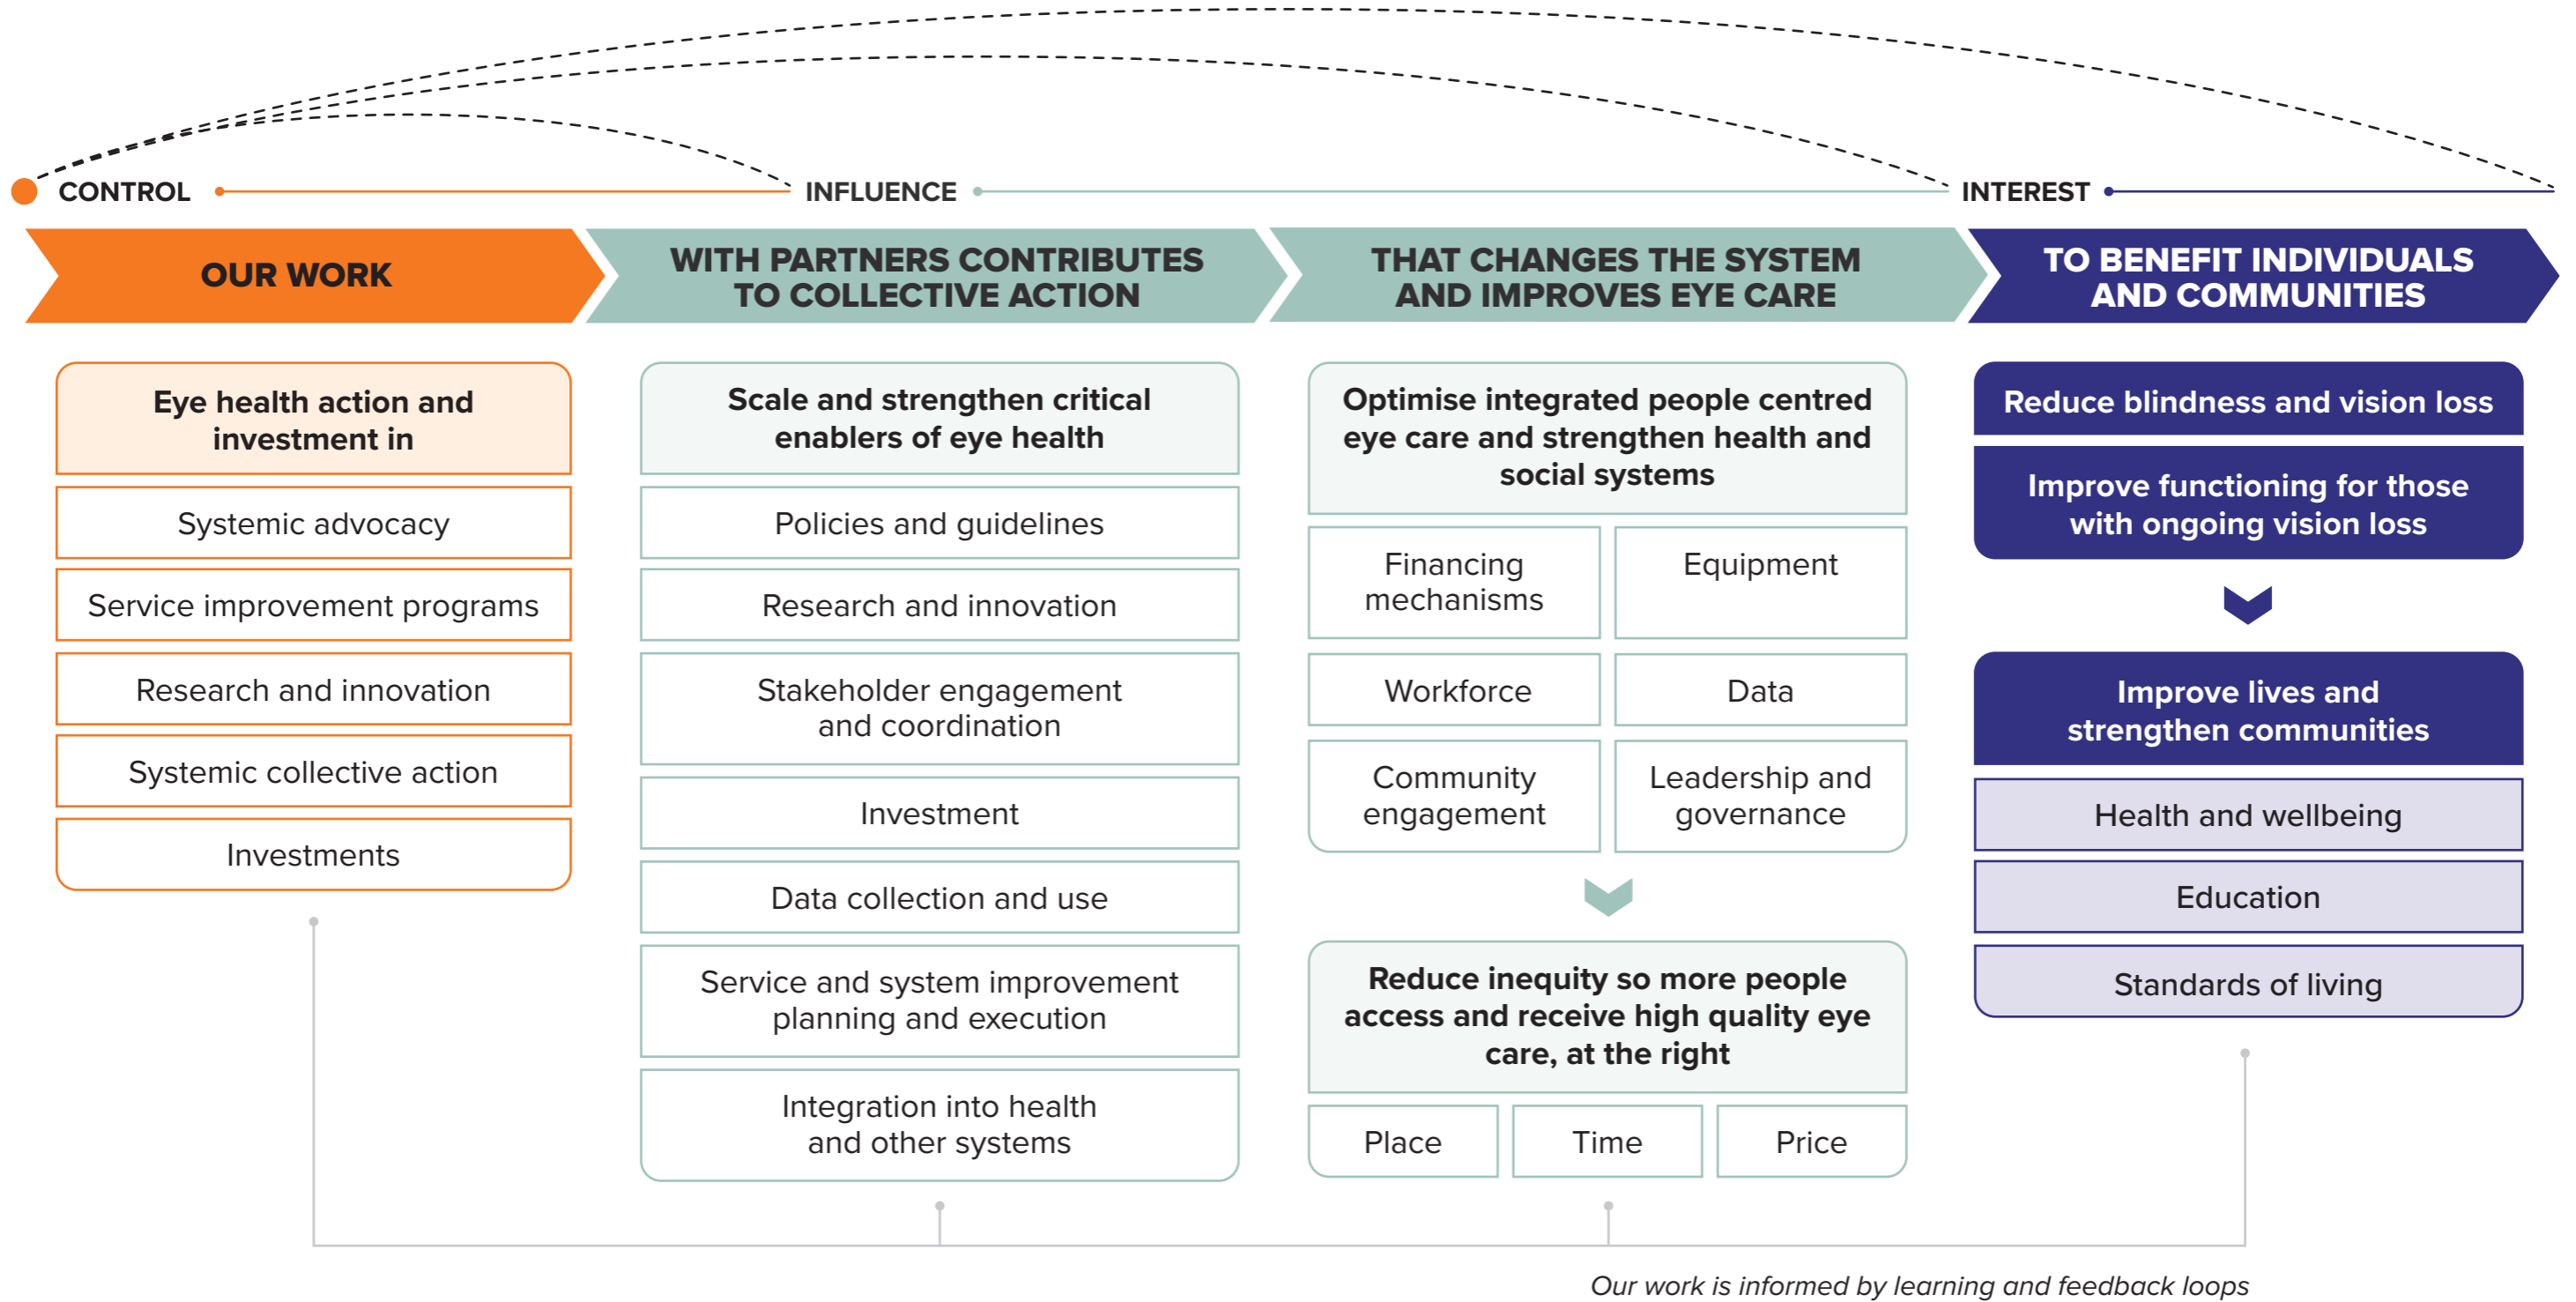 CONTROL
INFLUENCE
INTEREST
OUR WORK
WITH PARTNERS CONTRIBUTES
TO COLLECTIVE ACTION
THAT CHANGES THE SYSTEM
AND IMPROVES EYE CARE
TO BENEFIT INDIVIDUALS
AND COMMUNITIES
Eye health action and
investment in
Systemic advocacy
Service improvement programs
Research and innovation
Systemic collective action
Investments
Scale and strengthen critical
enablers of eye health
Policies and guidelines
Research and innovation
Stakeholder engagement
and coordination
Investment
Data collection and use
Service and system improvement
planning and execution
Integration into health
and other systems
Optimise integrated people centred
eye care and strengthen health and
social systems
Financing
mechanisms
Equipment
Workforce
Data
Community
engagement
Leadership and
governance
Reduce inequity so more people
access and receive high quality eye
care, at the right
Place
Time
Price
Reduce blindness and vision loss
Improve functioning for those
with ongoing vision loss
Improve lives and
strengthen communities
Health and wellbeing
Education
Standards of living
Our work is informed by learning and feedback loops